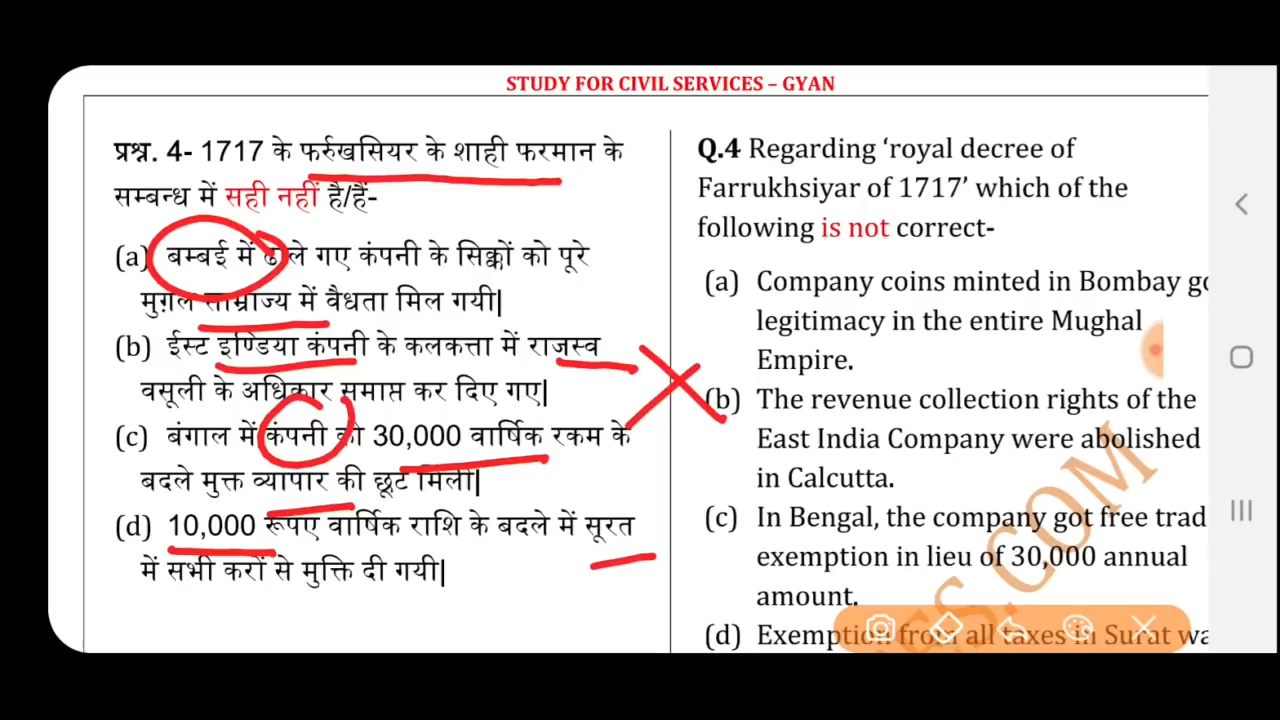 STUDY FOR CIVIL SERVICES – GYAN
प्रश्न. 4- 1717 के फर्रुखसियर के शाही फरमान के
सम्बन्ध में सही नहीं है/हैं-
(a) बम्बई में ढाले गए कंपनी के सिक्कों को पूरे
मुग़ल साम्राज्य में वैधता मिल गयी|
(b) ईस्ट इण्डिया कंपनी के कलकत्ता में राजस्व
वसूली के अधिकार समाप्त कर दिए गए|
(c) बंगाल में कंपनी को 30,000 वार्षिक रकम के
बदले मुक्त व्यापार की छूट मिली|
(d) 10,000 रूपए वार्षिक राशि के बदले में सूरत
में सभी करों से मुक्ति दी गयी|
Q.4 Regarding ‘royal decree of
Farrukhsiyar of 1717’ which of the
following is not correct-
(a) Company coins minted in Bombay go
legitimacy in the entire Mughal
Empire.
(b) The revenue collection rights of the
East India Company were abolished
in Calcutta.
(c) In Bengal, the company got free trad
exemption in lieu of 30,000 annual
amount.
(d) Exemption from all taxes in Surat wa
ES.COM